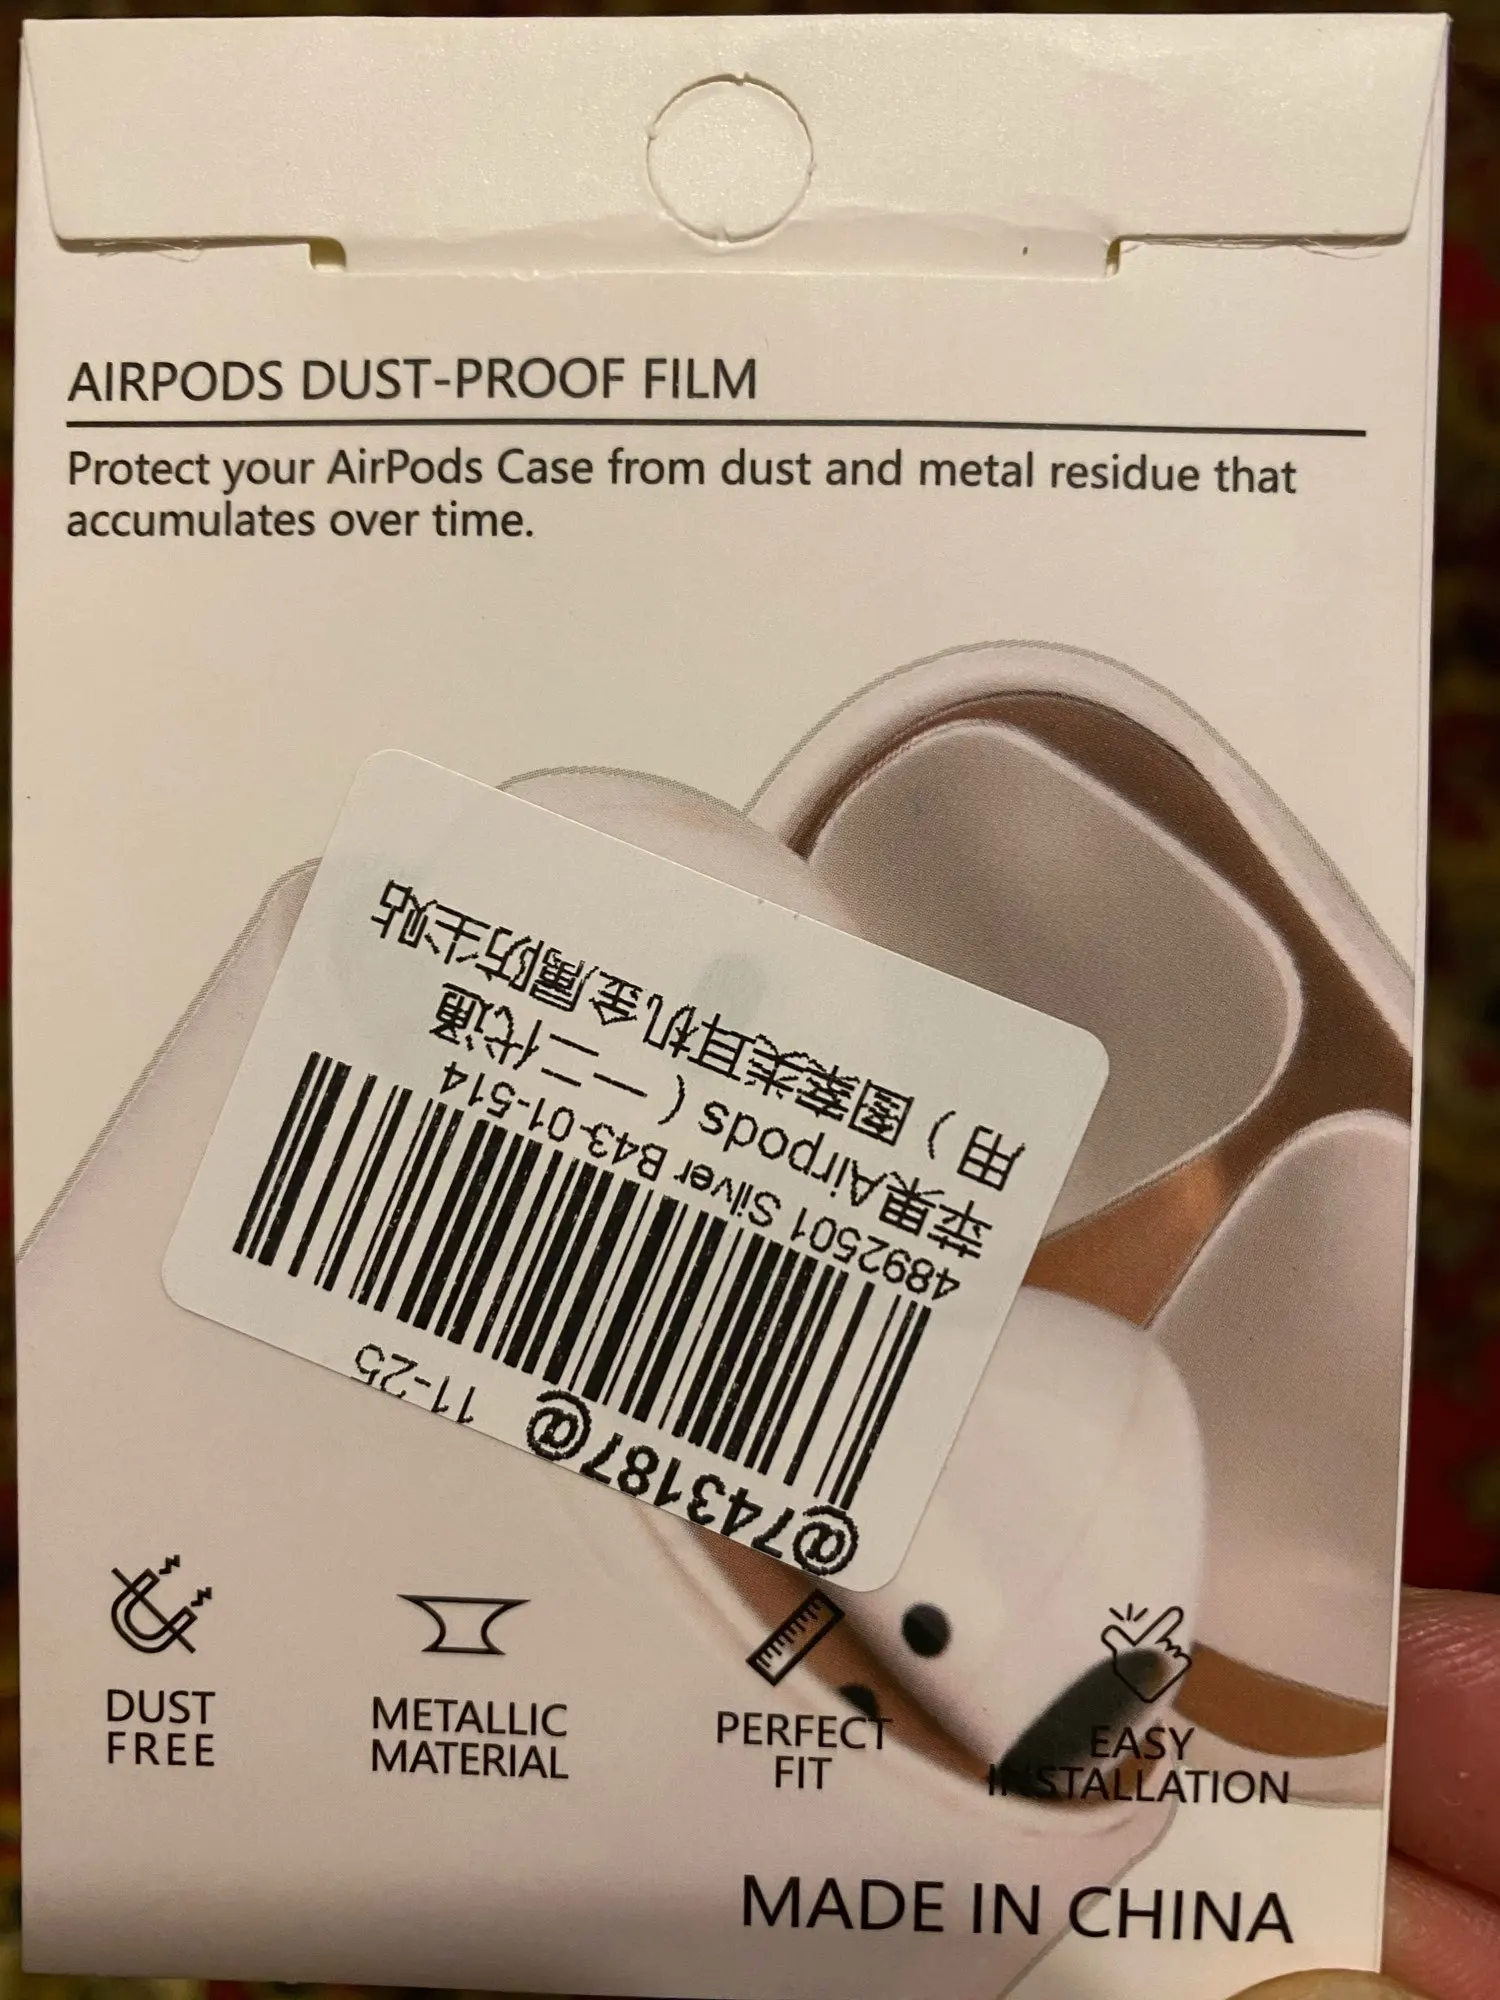 AIRPODS DUST-PROOF FILM
Protect your AirPods Case from dust and metal residue that
accumulates over time.
@743187@ 11-25
4892501 Silver B43-01-514
苹果Airpods（一二代通
用）耳机金属防尘贴
DUST
FREE
METALLIC
MATERIAL
PERFECT
FIT
EASY
INSTALLATION
MADE IN CHINA